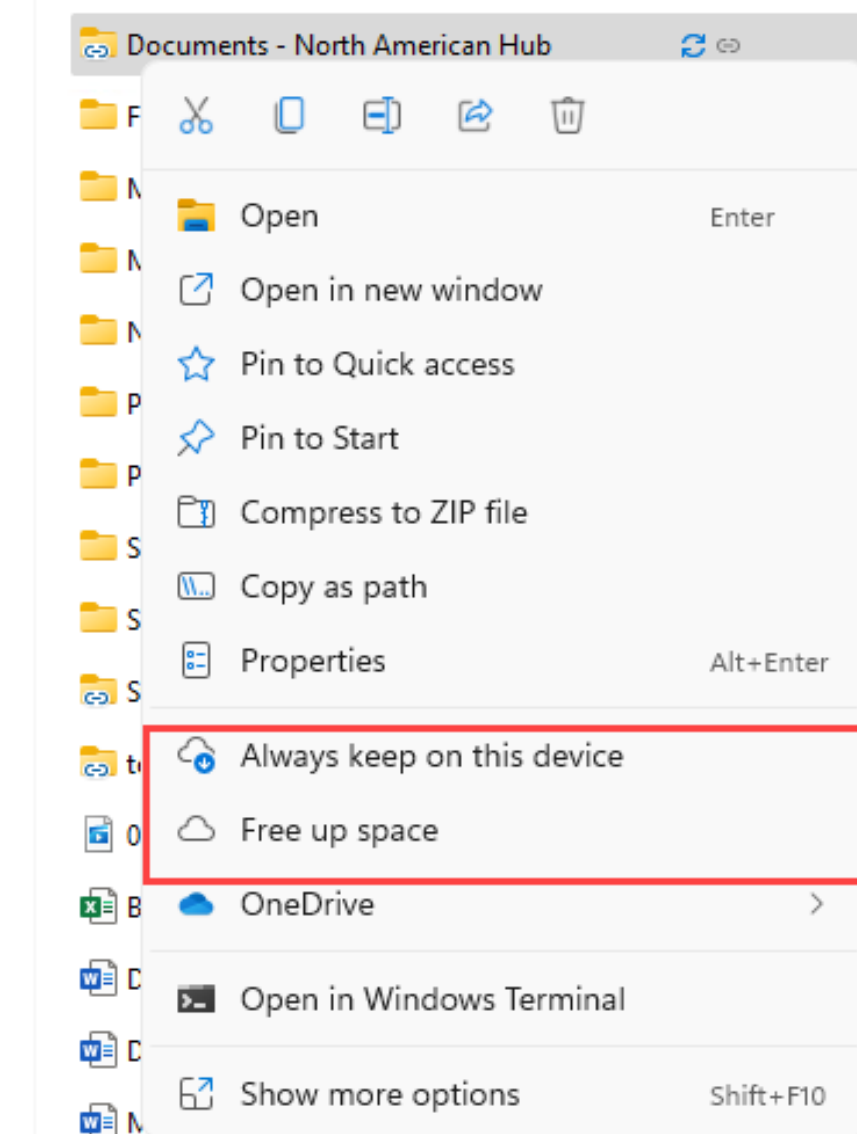 Documents - North American Hub
F
M
Open Enter
M
Open in new window
N
Pin to Quick access
P
Pin to Start
P
Compress to ZIP file
S
Copy as path
S
Properties Alt+Enter
S
Always keep on this device
Free up space
0
B
OneDrive
D
Open in Windows Terminal
D
Show more options Shift+F10
M